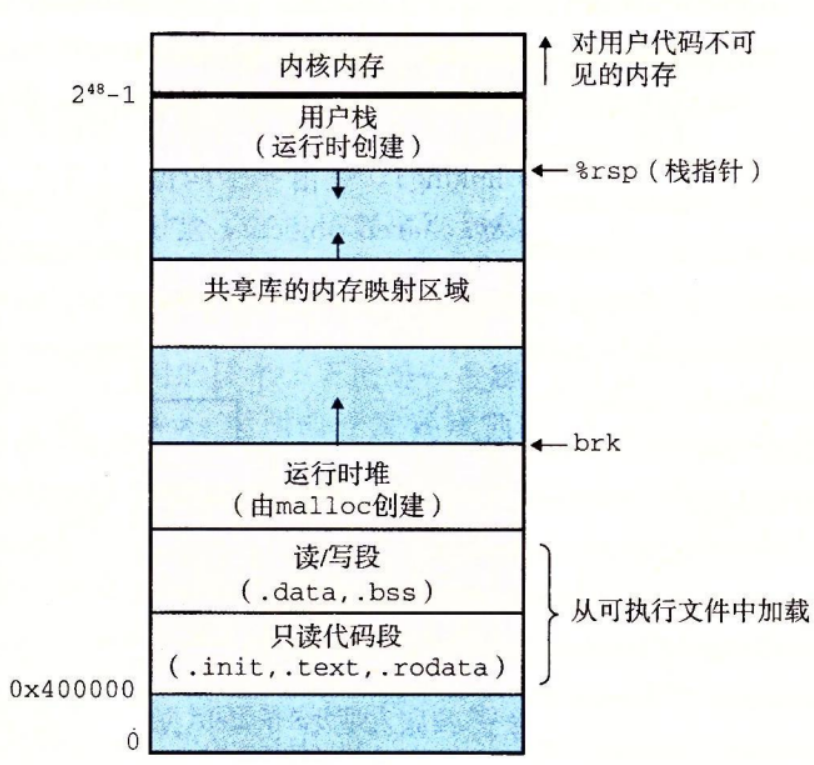 内核内存
对用户代码不可
见的内存
2⁴⁸-1
用户栈
（运行时创建）
%rsp（栈指针）
共享库的内存映射区域
brk
运行时堆
（由malloc创建）
读/写段
（.data,.bss）
从可执行文件中加载
只读代码段
（.init,.text,.rodata）
0x400000
0